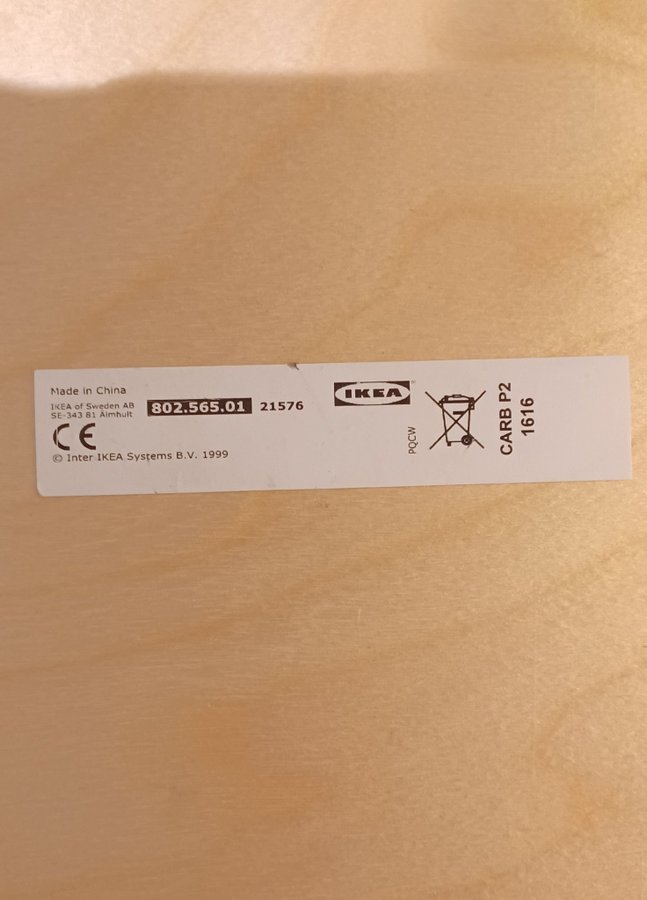 Made in China
IKEA of Sweden AB
SE-343 81 Älmhult
802.565.01 21576
© Inter IKEA Systems B.V. 1999
IKEA®
PQCW
CARB P2
1616